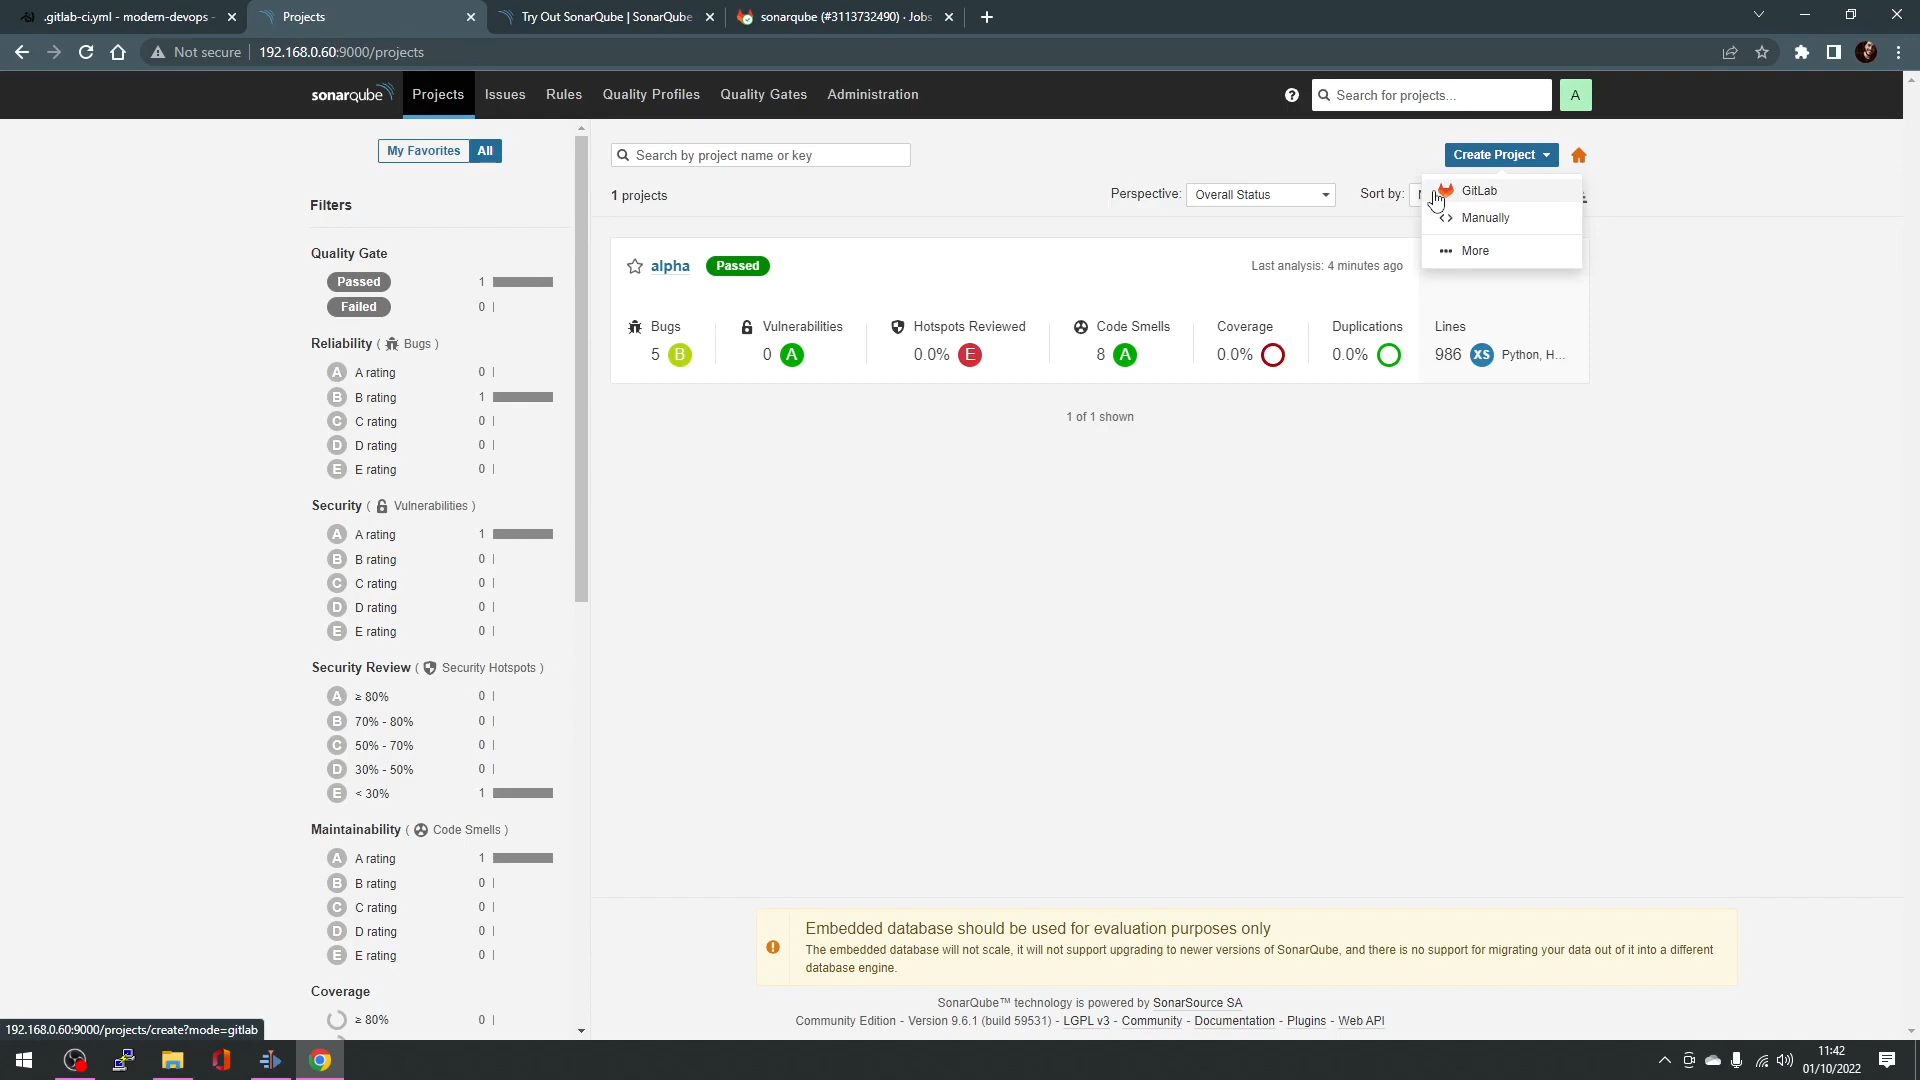 .gitlab-ci.yml - modern-devops -
Projects
Try Out SonarQube | SonarQube
sonarqube (#3113732490) · Jobs
Not secure
192.168.0.60:9000/projects
sonarqube
Projects
Issues
Rules
Quality Profiles
Quality Gates
Administration
Search for projects...
A
My Favorites
All
Search by project name or key
Create Project
1 projects
Perspective:
Overall Status
Sort by:
GitLab
Manually
More
Filters
Quality Gate
Passed 1
Failed 0
Reliability ( Bugs )
A A rating 0
B B rating 1
C C rating 0
D D rating 0
E E rating 0
Security ( Vulnerabilities )
A A rating 1
B B rating 0
C C rating 0
D D rating 0
E E rating 0
Security Review ( Security Hotspots )
A ≥ 80% 0
B 70% - 80% 0
C 50% - 70% 0
D 30% - 50% 0
E < 30% 1
Maintainability ( Code Smells )
A A rating 1
B B rating 0
C C rating 0
D D rating 0
E E rating 0
Coverage
≥ 80% 0
alpha
Passed
Last analysis: 4 minutes ago
Bugs
5 B
Vulnerabilities
0 A
Hotspots Reviewed
0.0% E
Code Smells
8 A
Coverage
0.0%
Duplications
0.0%
Lines
986 XS Python, H...
1 of 1 shown
Embedded database should be used for evaluation purposes only
The embedded database will not scale, it will not support upgrading to newer versions of SonarQube, and there is no support for migrating your data out of it into a different
database engine.
SonarQube™ technology is powered by SonarSource SA
Community Edition - Version 9.6.1 (build 59531) - LGPL v3 - Community - Documentation - Plugins - Web API
192.168.0.60:9000/projects/create?mode=gitlab
11:42
01/10/2022